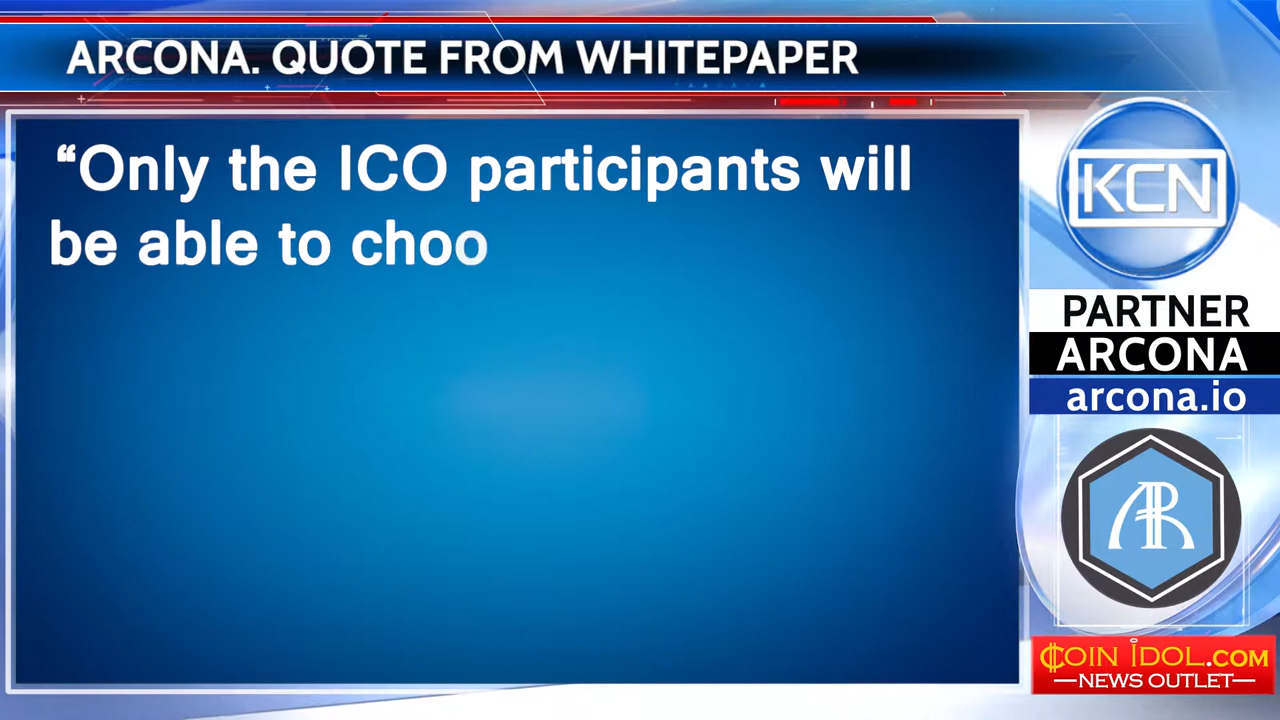 ARCONA. QUOTE FROM WHITEPAPER
“Only the ICO participants will
be able to choo
KCN
PARTNER
ARCONA
arcona.io
AR
COIN IDOL.COM
—NEWS OUTLET—